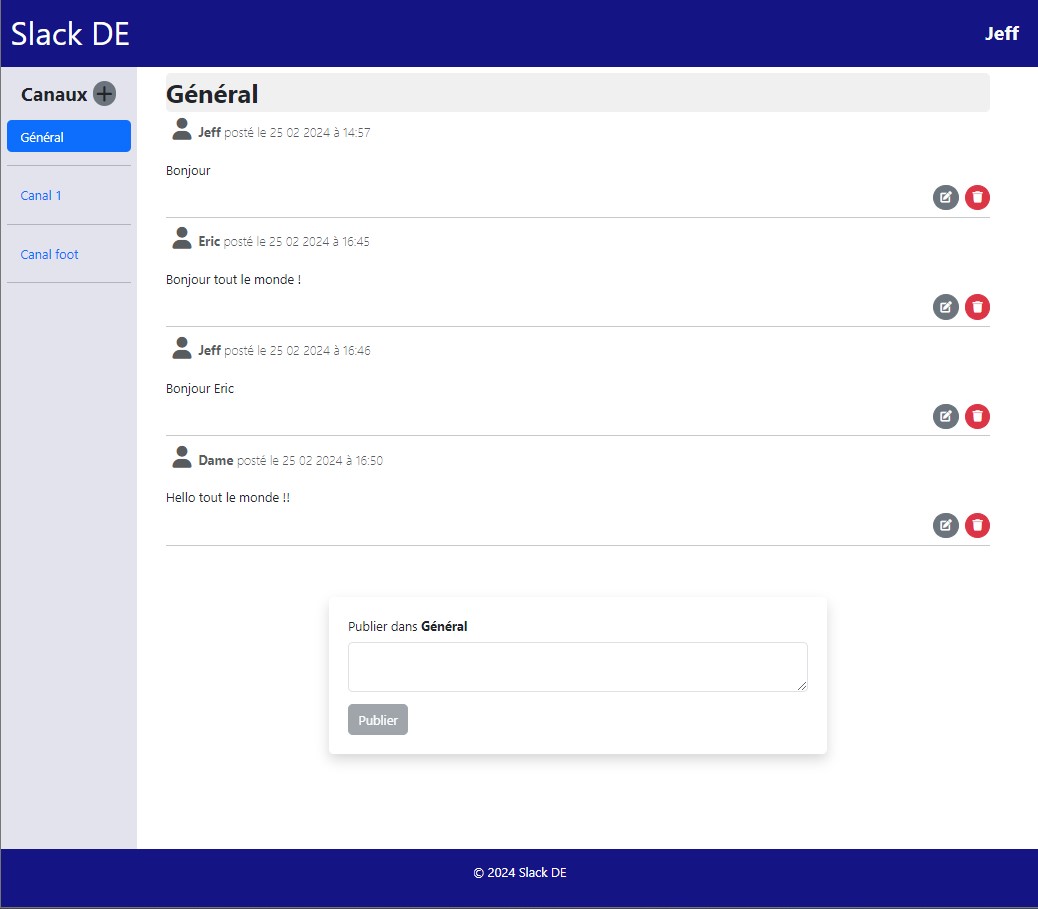 Slack DE
Jeff
Canaux
Général
Canal 1
Canal foot
Général
Jeff posté le 25 02 2024 à 14:57
Bonjour
Eric posté le 25 02 2024 à 16:45
Bonjour tout le monde !
Jeff posté le 25 02 2024 à 16:46
Bonjour Eric
Dame posté le 25 02 2024 à 16:50
Hello tout le monde !!
Publier dans Général
Publier
© 2024 Slack DE